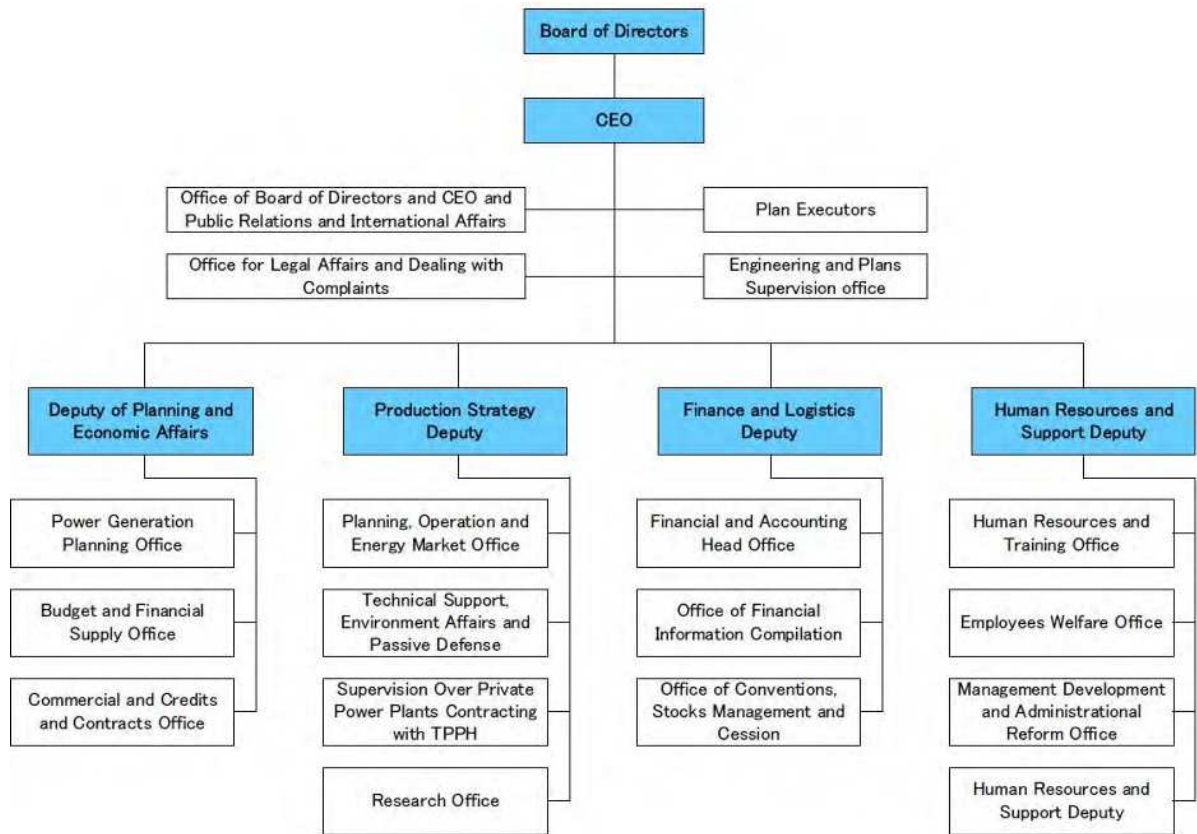 Board of Directors
CEO
Office of Board of Directors and CEO and
Public Relations and International Affairs
Plan Executors
Office for Legal Affairs and Dealing with
Complaints
Engineering and Plans
Supervision office
Deputy of Planning and
Economic Affairs
Production Strategy
Deputy
Finance and Logistics
Deputy
Human Resources and
Support Deputy
Power Generation
Planning Office
Budget and Financial
Supply Office
Commercial and Credits
and Contracts Office
Planning, Operation and
Energy Market Office
Technical Support,
Environment Affairs and
Passive Defense
Supervision Over Private
Power Plants Contracting
with TPPH
Research Office
Financial and Accounting
Head Office
Office of Financial
Information Compilation
Office of Conventions,
Stocks Management and
Cession
Human Resources and
Training Office
Employees Welfare Office
Management Development
and Administrational
Reform Office
Human Resources and
Support Deputy